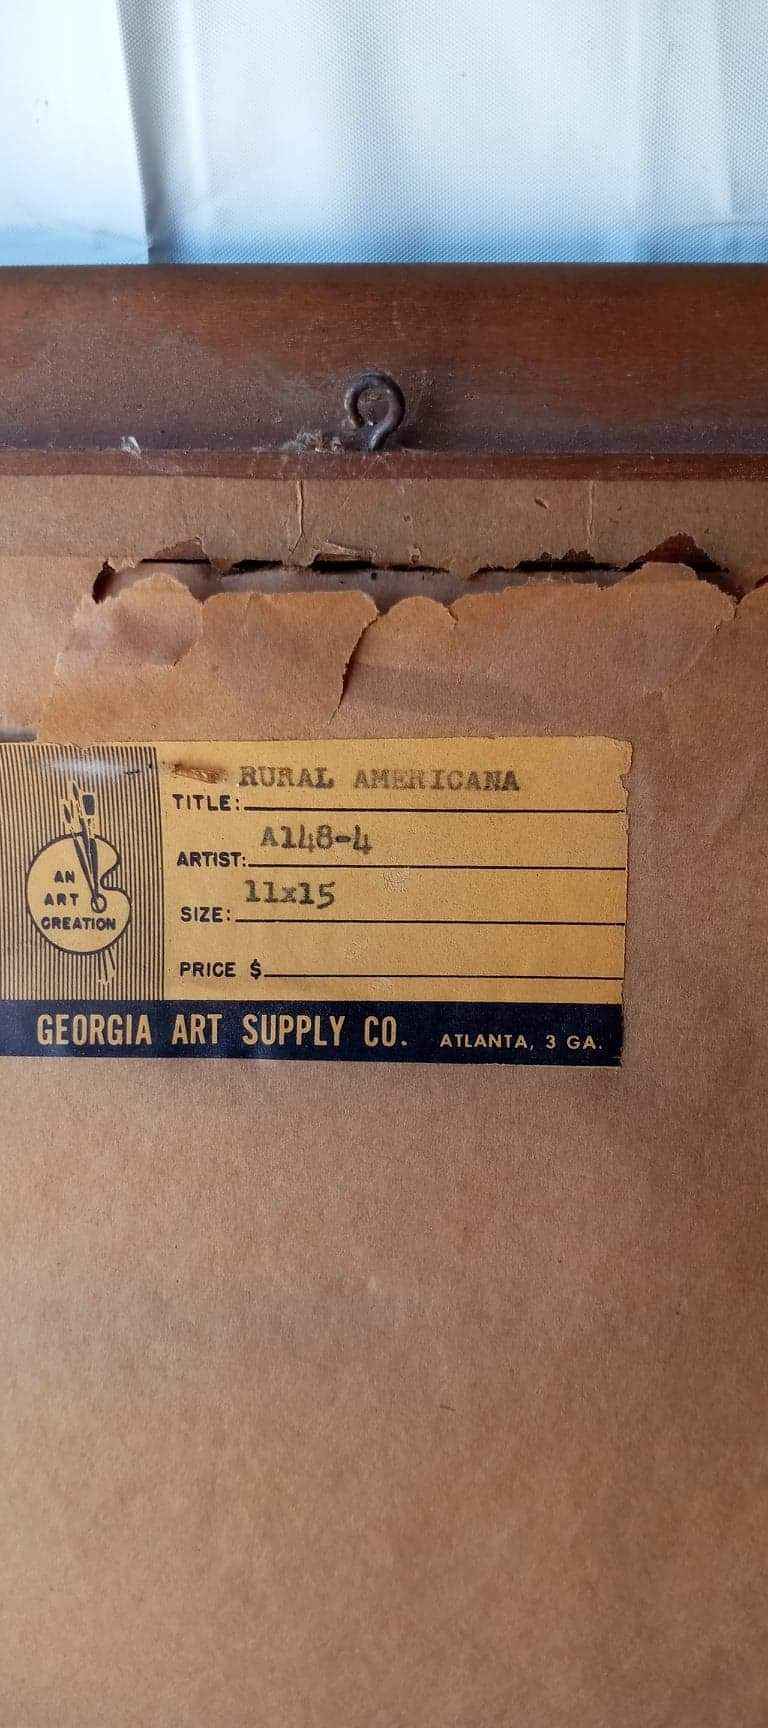 RURAL AMERICANA
TITLE:
A148-4
ARTIST:
11x15
SIZE:
PRICE $
AN
ART
CREATION
GEORGIA ART SUPPLY CO. ATLANTA, 3 GA.